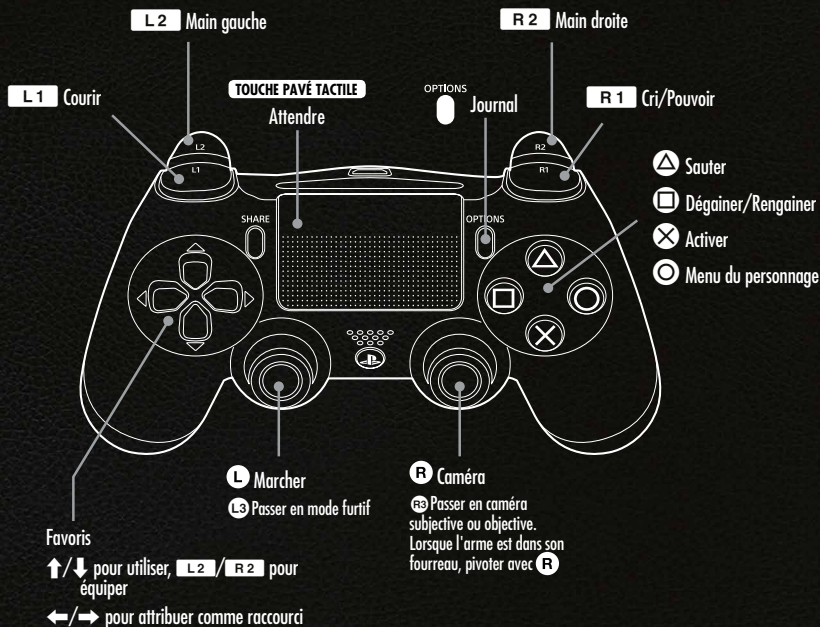 L2 Main gauche
R2 Main droite
L1 Courir
TOUCHE PAVÉ TACTILE
Attendre
OPTIONS
Journal
R1 Cri/Pouvoir
L2
L1
R2
R1
SHARE
OPTIONS
Sauter
Dégainer/Rengainer
Activer
Menu du personnage
L Marcher
L3 Passer en mode furtif
R Caméra
R3 Passer en caméra
subjective ou objective.
Lorsque l'arme est dans son
fourreau, pivoter avec R
Favoris
↑/↓ pour utiliser, L2/R2 pour
équiper
←/→ pour attribuer comme raccourci